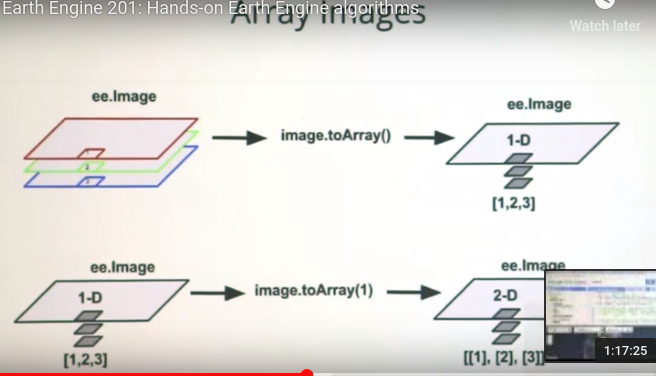 Array Images
Earth Engine 201: Hands-on Earth Engine algorithms
Watch later
ee.Image
image.toArray()
ee.Image
1-D
[1,2,3]
ee.Image
1-D
[1,2,3]
image.toArray(1)
ee.Image
2-D
[[1], [2], [3]]
1:17:25